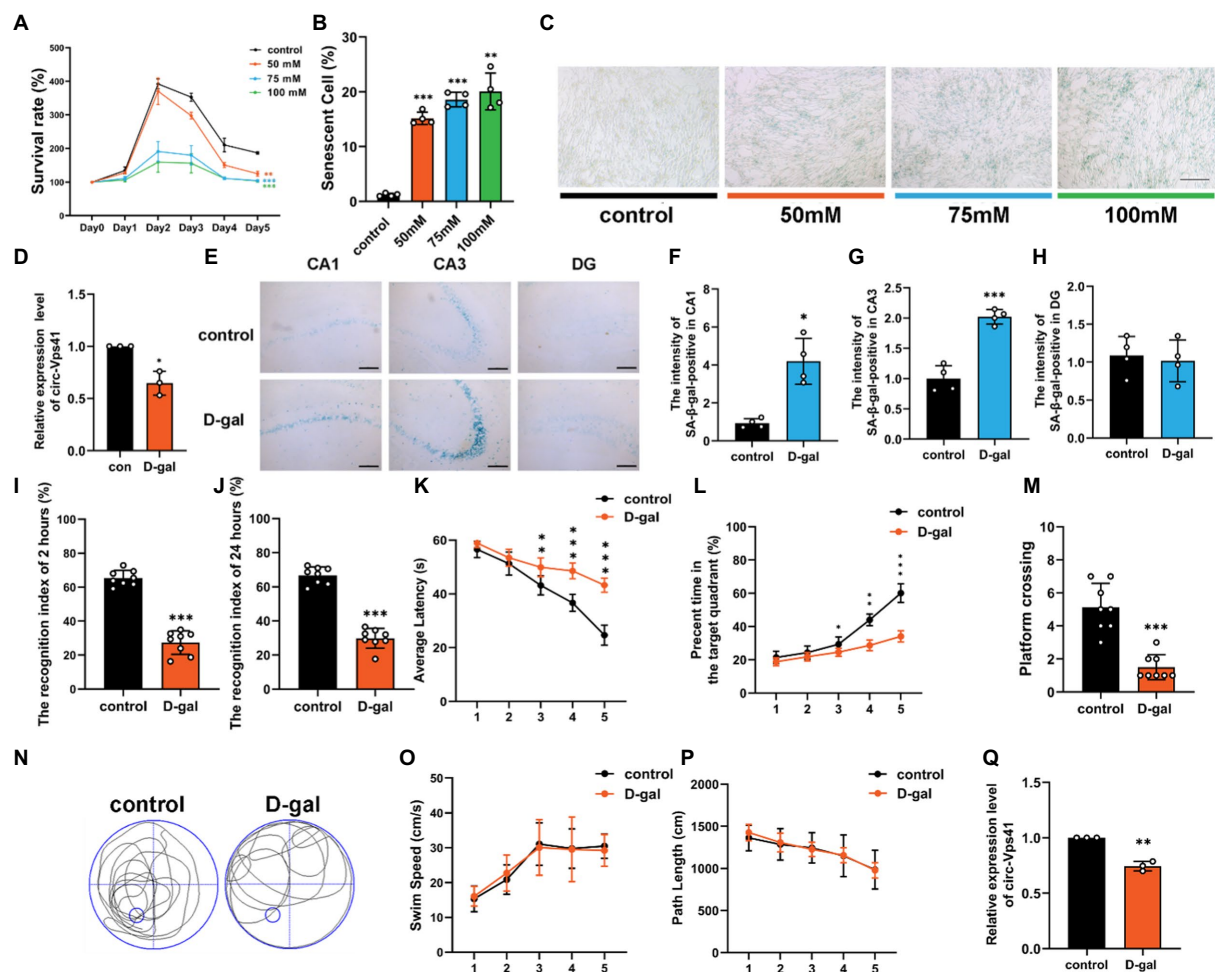 A
Survival rate (%)
500
400
300
200
100
0
Day0 Day1 Day2 Day3 Day4 Day5
control
50 mM
75 mM
100 mM
**
***
***
B
Senescent Cell (%)
30
20
10
0
***
***
**
control
50mM
75mM
100mM
C
control
50mM
75mM
100mM
D
Relative expression level
of circ-Vps41
1.5
1.0
0.5
0.0
*
con D-gal
E
CA1 CA3 DG
control
D-gal
F
The intensity of
SA-β-gal-positive in CA1
8
6
4
2
0
*
control D-gal
G
The intensity of
SA-β-gal-positive in CA3
2.5
2.0
1.5
1.0
0.5
0.0
***
control D-gal
H
The intensity of
SA-β-gal-positive in DG
2.0
1.5
1.0
0.5
0.0
control D-gal
I
The recognition index of 2 hours (%)
100
80
60
40
20
0
***
control D-gal
J
The recognition index of 24 hours (%)
100
80
60
40
20
0
***
control D-gal
K
control
D-gal
Average Latency (s)
60
40
20
0
**
***
***
1 2 3 4 5
L
control
D-gal
Precent time in
the target quadrant (%)
100
80
60
40
20
0
*
**
***
1 2 3 4 5
M
Platform crossing
10
8
6
4
2
0
***
control D-gal
N
control D-gal
O
control
D-gal
Swim Speed (cm/s)
50
40
30
20
10
0
1 2 3 4 5
P
control
D-gal
Path Length (cm)
2000
1500
1000
500
0
1 2 3 4 5
Q
Relative expression level
of circ-Vps41
1.5
1.0
0.5
0.0
**
control D-gal